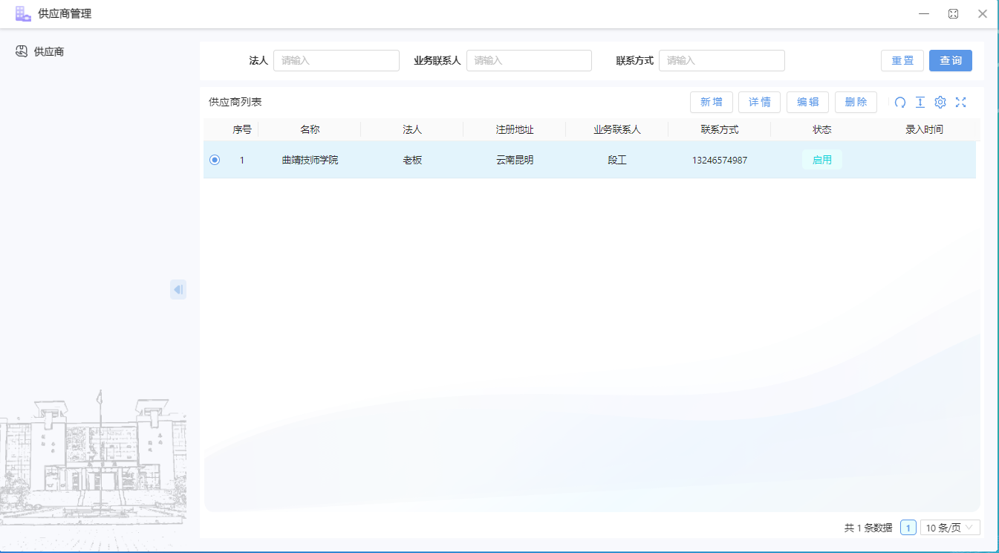 供应商管理
供应商
法人 请输入 业务联系人 请输入 联系方式 请输入 重置 查询
供应商列表 新增 详情 编辑 删除
序号 名称 法人 注册地址 业务联系人 联系方式 状态 录入时间
1 曲靖技师学院 老板 云南昆明 段工 13246574987 启用
共 1 条数据 1 10 条/页